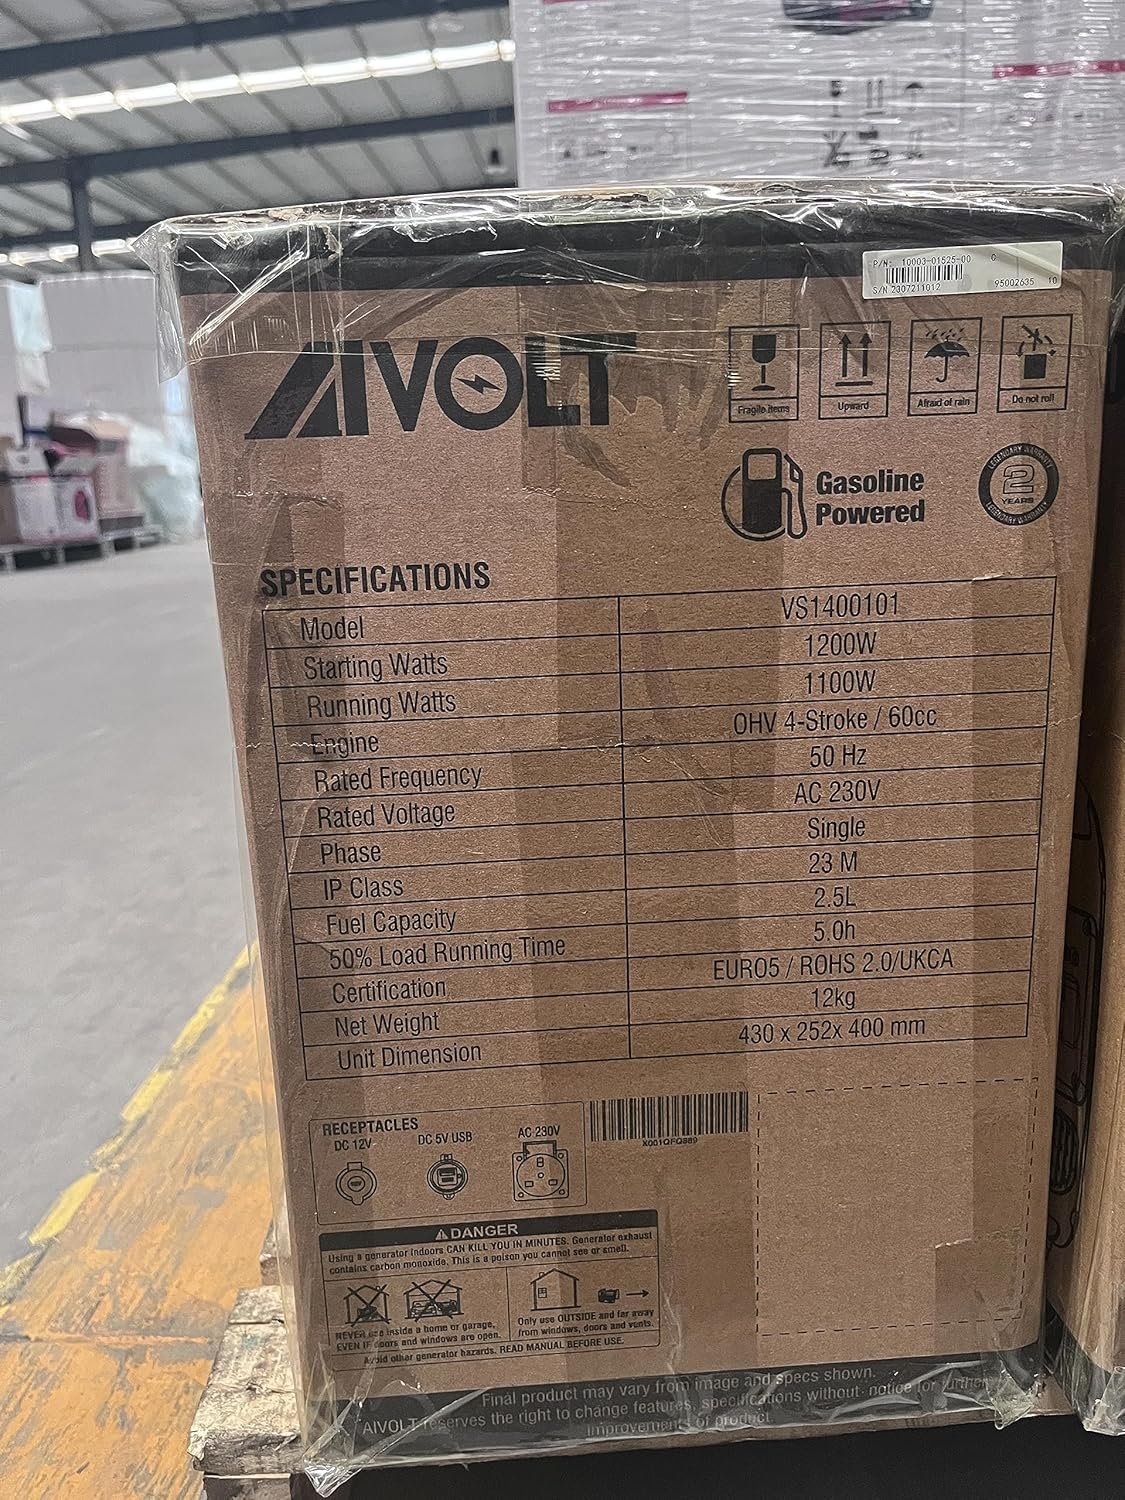 P/N: 10003-01525-00 G
S/N 2307211012 95002635 10
AIVOLT
Fragile items
Upward
Afraid of rain
Do not roll
Gasoline
Powered
LEGENDARY WARRANTY
2
YEARS
LEGENDARY WARRANTY
SPECIFICATIONS
Model VS1400101
Starting Watts 1200W
Running Watts 1100W
Engine OHV 4-Stroke / 60cc
Rated Frequency 50 Hz
Rated Voltage AC 230V
Phase Single
IP Class 23 M
Fuel Capacity 2.5L
50% Load Running Time 5.0h
Certification EURO5 / ROHS 2.0/UKCA
Net Weight 12kg
Unit Dimension 430 x 252x 400 mm
RECEPTACLES
DC 12V DC 5V USB AC 230V
X001QFQ989
DANGER
Using a generator indoors CAN KILL YOU IN MINUTES. Generator exhaust
contains carbon monoxide. This is a poison you cannot see or smell.
NEVER use inside a home or garage,
EVEN IF doors and windows are open.
Only use OUTSIDE and far away
from windows, doors and vents.
Avoid other generator hazards. READ MANUAL BEFORE USE.
Final product may vary from image and specs shown.
AIVOLT reserves the right to change features, specifications without notice for further
improvements of product